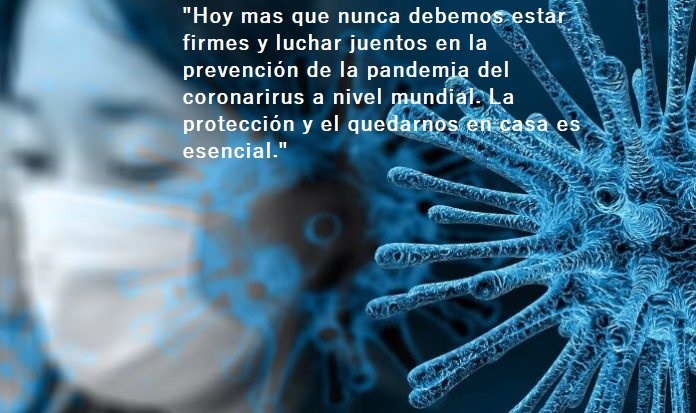 "Hoy mas que nunca debemos estar
firmes y luchar juentos en la
prevención de la pandemia del
coronarirus a nivel mundial. La
protección y el quedarnos en casa es
esencial."